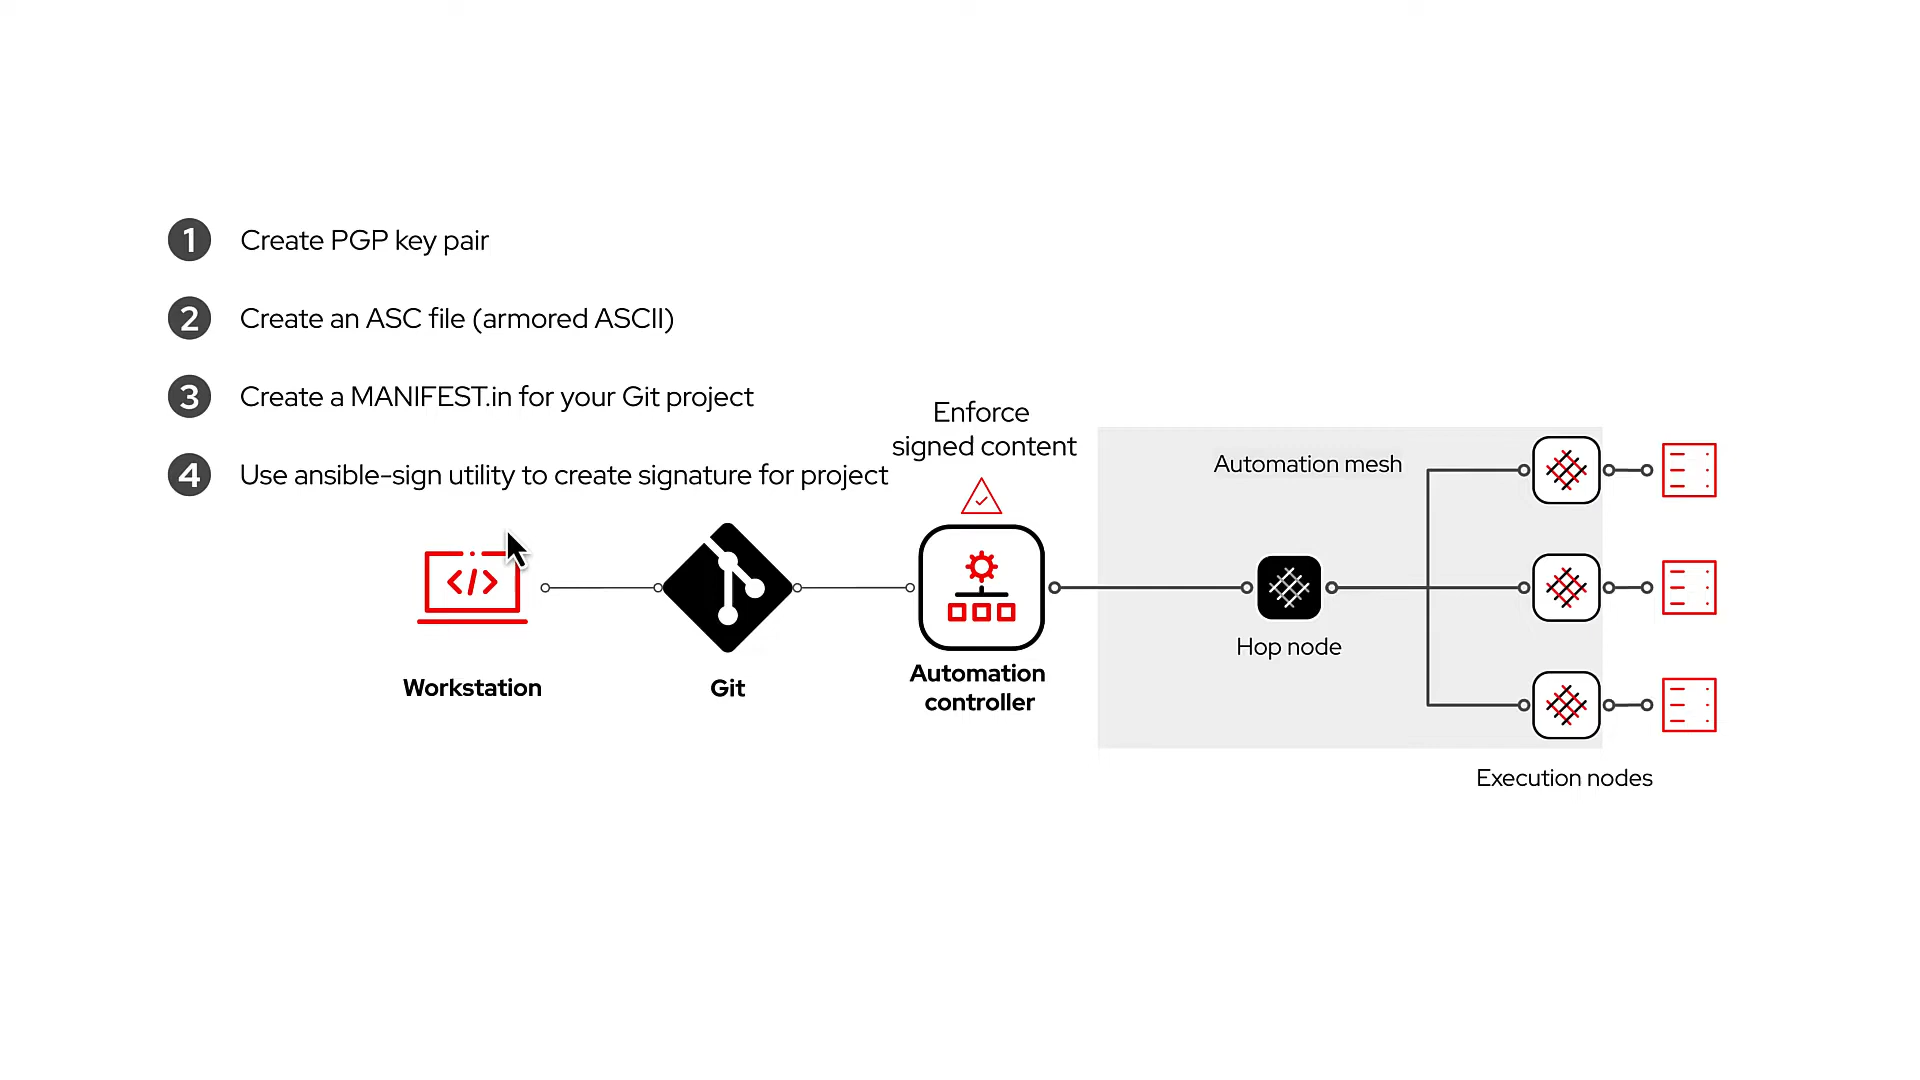 1 Create PGP key pair
2 Create an ASC file (armored ASCII)
3 Create a MANIFEST.in for your Git project
4 Use ansible-sign utility to create signature for project
Enforce
signed content
Automation mesh
Hop node
Workstation
Git
Automation
controller
Execution nodes